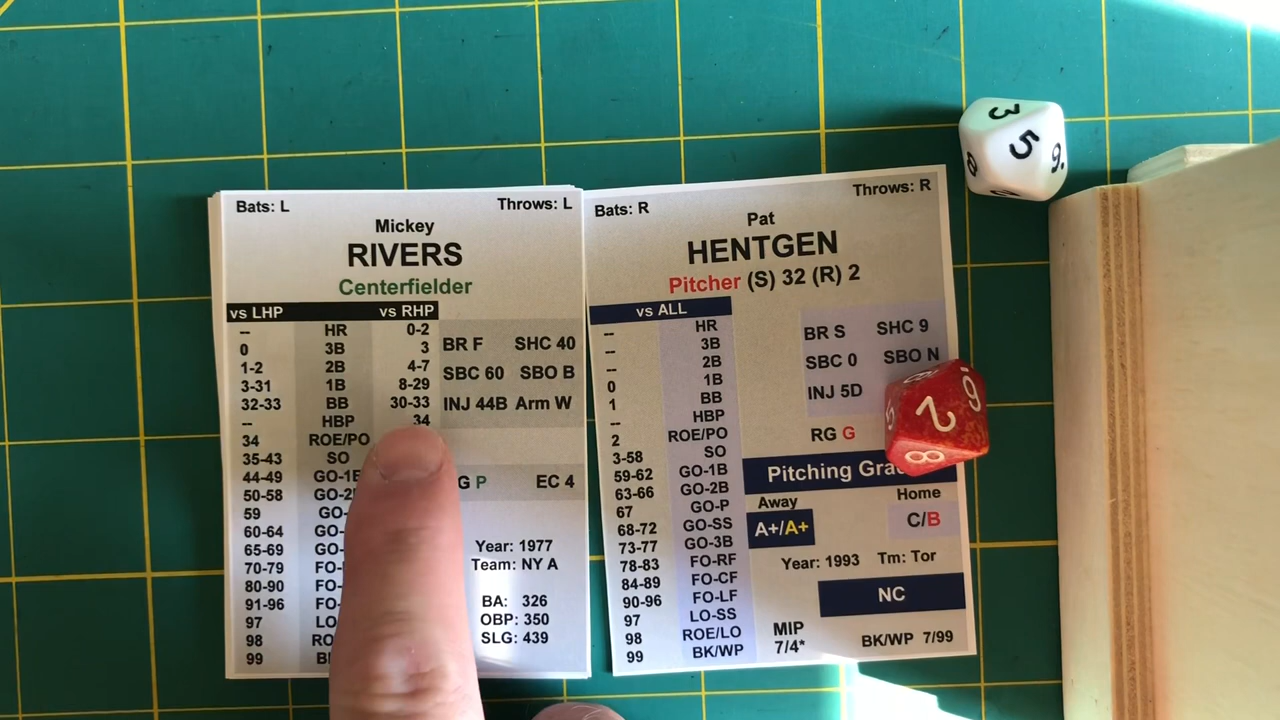 Bats: L Throws: L
Mickey
RIVERS
Centerfielder
vs LHP vs RHP
-- HR 0-2
0 3B 3
1-2 2B 4-7
3-31 1B 8-29
32-33 BB 30-33
-- HBP 34
34 ROE/PO
35-43 SO
44-49
50-58
59
60-64
65-69
70-79
80-90
91-96
97
98
99
BR F SHC 40
SBC 60 SBO B
INJ 44B Arm W
P EC 4
Year: 1977
Team: NY A
BA: 326
OBP: 350
SLG: 439
Bats: R Throws: R
Pat
HENTGEN
Pitcher (S) 32 (R) 2
vs ALL
-- HR
-- 3B
-- 2B
0 1B
1 BB
-- HBP
2 ROE/PO
3-58 SO
59-62 GO-1B
63-66 GO-2B
67 GO-P
68-72 GO-SS
73-77 GO-3B
78-83 FO-RF
84-89 FO-CF
90-96 FO-LF
97 LO-SS
98 ROE/LO
99 BK/WP
BR S SHC 9
SBC 0 SBO N
INJ 5D
RG G
Pitching
Away Home
A+/A+ C/B
Year: 1993 Tm: Tor
NC
MIP
7/4* BK/WP 7/99
3
5
9.
2
8